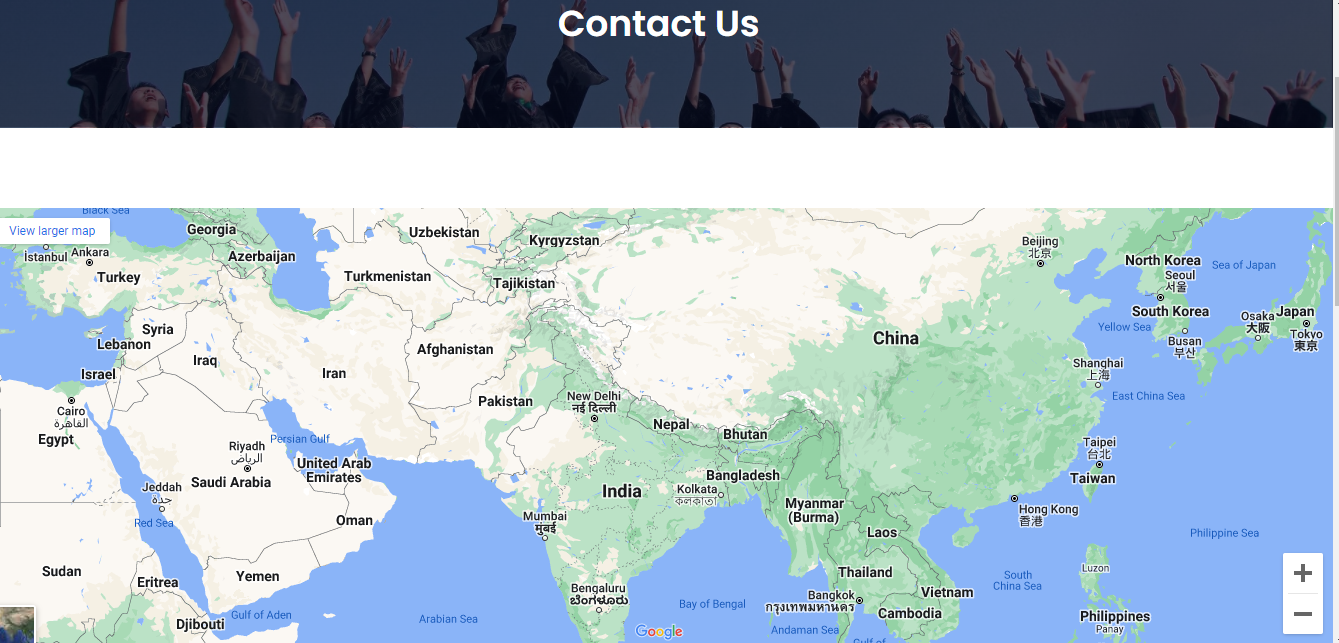 Contact Us
Black Sea
View larger map
Georgia
Uzbekistan
Kyrgyzstan
Beijing
北京
İstanbul
Ankara
Azerbaijan
North Korea
Sea of Japan
Turkey
Turkmenistan
Tajikistan
Seoul
서울
Syria
South Korea
Osaka
大阪
Japan
Lebanon
Afghanistan
China
Yellow Sea
Busan
부산
Tokyo
東京
Iraq
Israel
Iran
Shanghai
上海
Cairo
القاهرة
Pakistan
New Delhi
नई दिल्ली
East China Sea
Egypt
Persian Gulf
Nepal
Bhutan
Taipei
台北
Riyadh
الرياض
United Arab
Emirates
Bangladesh
Taiwan
Jeddah
جدة
Saudi Arabia
India
Kolkata
কলকাতা
Myanmar
(Burma)
Hong Kong
香港
Red Sea
Oman
Mumbai
मुंबई
Laos
Philippine Sea
Sudan
Eritrea
Yemen
Thailand
Luzon
South
China Sea
Bengaluru
ಬೆಂಗಳೂರು
Bangkok
กรุงเทพมหานคร
Vietnam
Gulf of Aden
Djibouti
Arabian Sea
Bay of Bengal
Cambodia
Philippines
Google
Andaman Sea
Panay
Gulf of